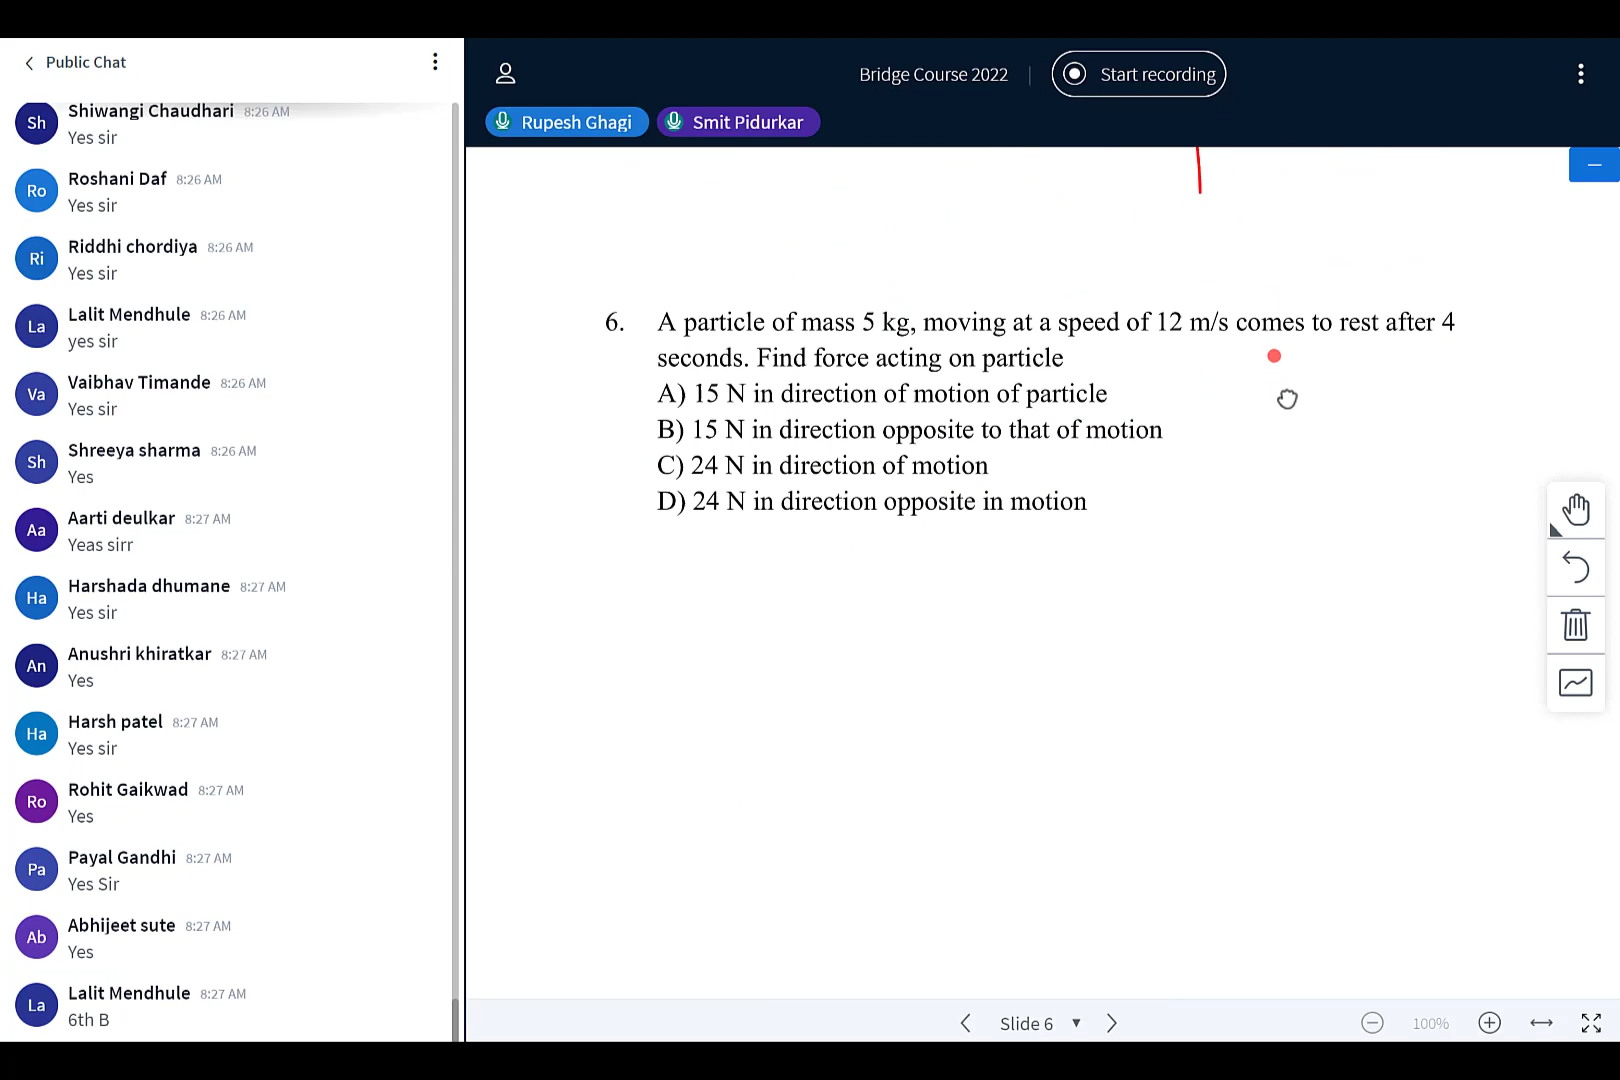 Public Chat
Sh
Shiwangi Chaudhari 8:26 AM
Yes sir
Ro
Roshani Daf 8:26 AM
Yes sir
Ri
Riddhi chordiya 8:26 AM
Yes sir
La
Lalit Mendhule 8:26 AM
yes sir
Va
Vaibhav Timande 8:26 AM
Yes sir
Sh
Shreeya sharma 8:26 AM
Yes
Aa
Aarti deulkar 8:27 AM
Yeas sirr
Ha
Harshada dhumane 8:27 AM
Yes sir
An
Anushri khiratkar 8:27 AM
Yes
Ha
Harsh patel 8:27 AM
Yes sir
Ro
Rohit Gaikwad 8:27 AM
Yes
Pa
Payal Gandhi 8:27 AM
Yes Sir
Ab
Abhijeet sute 8:27 AM
Yes
La
Lalit Mendhule 8:27 AM
6th B
Bridge Course 2022
Start recording
Rupesh Ghagi
Smit Pidurkar
6. A particle of mass 5 kg, moving at a speed of 12 m/s comes to rest after 4
seconds. Find force acting on particle
A) 15 N in direction of motion of particle
B) 15 N in direction opposite to that of motion
C) 24 N in direction of motion
D) 24 N in direction opposite in motion
Slide 6
100%